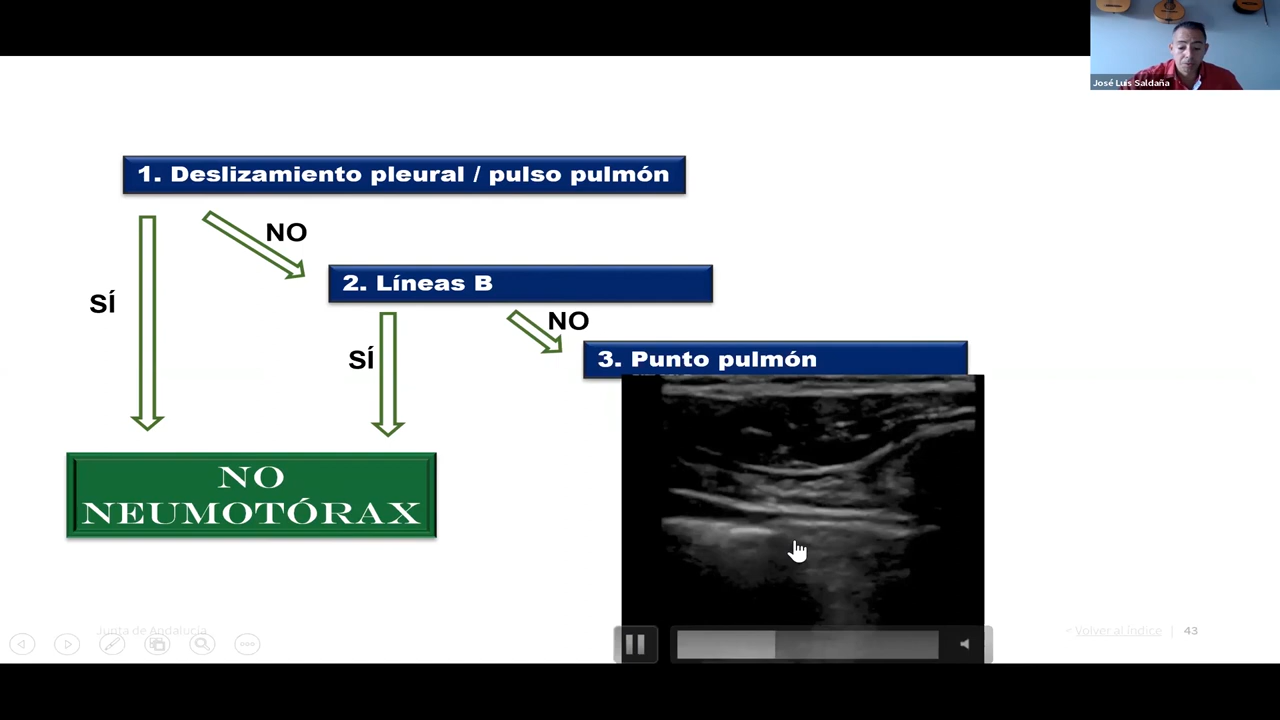 José Luis Saldaña
1. Deslizamiento pleural / pulso pulmón
NO
SÍ
2. Líneas B
NO
SÍ
3. Punto pulmón
NO
NEUMOTÓRAX
Junta de Andalucía
Volver al índice | 43